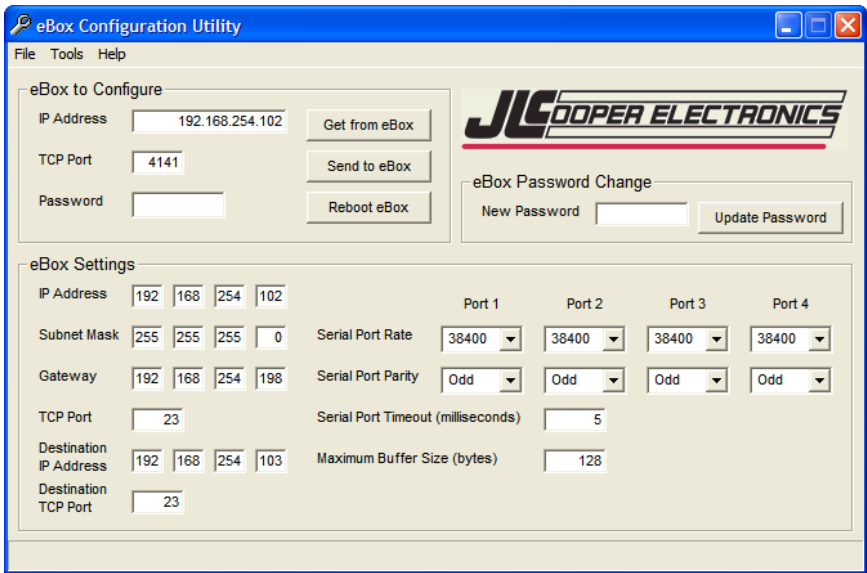 eBox Configuration Utility
File Tools Help
eBox to Configure
IP Address 192.168.254.102 Get from eBox
TCP Port 4141 Send to eBox
Password Reboot eBox
JLCOOPER ELECTRONICS
eBox Password Change
New Password Update Password
eBox Settings
IP Address 192 168 254 102 Port 1 Port 2 Port 3 Port 4
Subnet Mask 255 255 255 0 Serial Port Rate 38400 38400 38400 38400
Gateway 192 168 254 198 Serial Port Parity Odd Odd Odd Odd
TCP Port 23 Serial Port Timeout (milliseconds) 5
Destination
IP Address 192 168 254 103 Maximum Buffer Size (bytes) 128
Destination
TCP Port 23